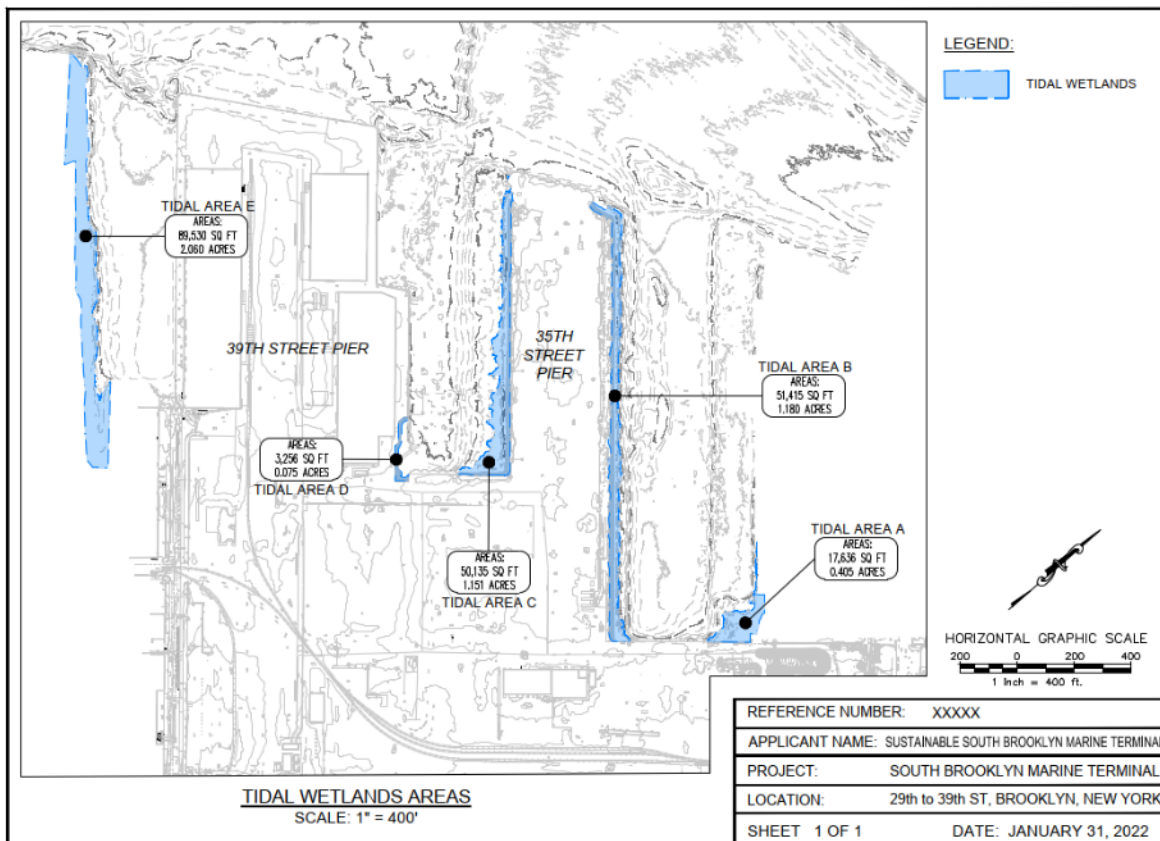 LEGEND:
TIDAL WETLANDS
TIDAL AREA E
AREAS:
89,530 SQ FT
2.060 ACRES
39TH STREET PIER
35TH
STREET
PIER
TIDAL AREA B
AREAS:
51,415 SQ FT
1.180 ACRES
AREAS:
3,256 SQ FT
0.075 ACRES
TIDAL AREA D
AREAS:
50,135 SQ FT
1.151 ACRES
TIDAL AREA C
TIDAL AREA A
AREAS:
17,636 SQ FT
0.405 ACRES
HORIZONTAL GRAPHIC SCALE
200 0 200 400
1 Inch = 400 ft.
TIDAL WETLANDS AREAS
SCALE: 1" = 400'
REFERENCE NUMBER: XXXXX
APPLICANT NAME: SUSTAINABLE SOUTH BROOKLYN MARINE TERMINAL
PROJECT: SOUTH BROOKLYN MARINE TERMINAL
LOCATION: 29th to 39th ST, BROOKLYN, NEW YORK
SHEET 1 OF 1 DATE: JANUARY 31, 2022